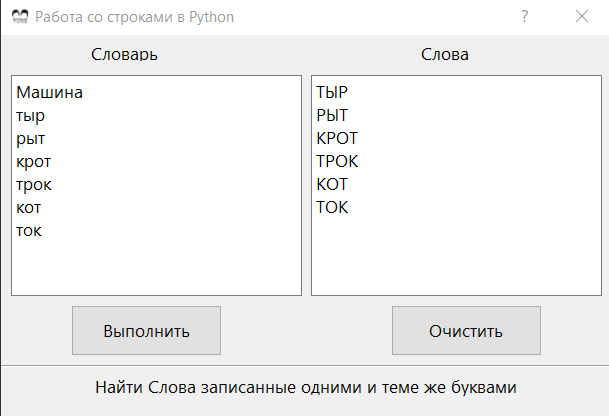 Работа со строками в Python
?
Словарь
Слова
Машина
тыр
рыт
крот
трок
кот
ток
ТЫР
РЫТ
КРОТ
ТРОК
КОТ
ТОК
Выполнить
Очистить
Найти Слова записанные одними и теме же буквами